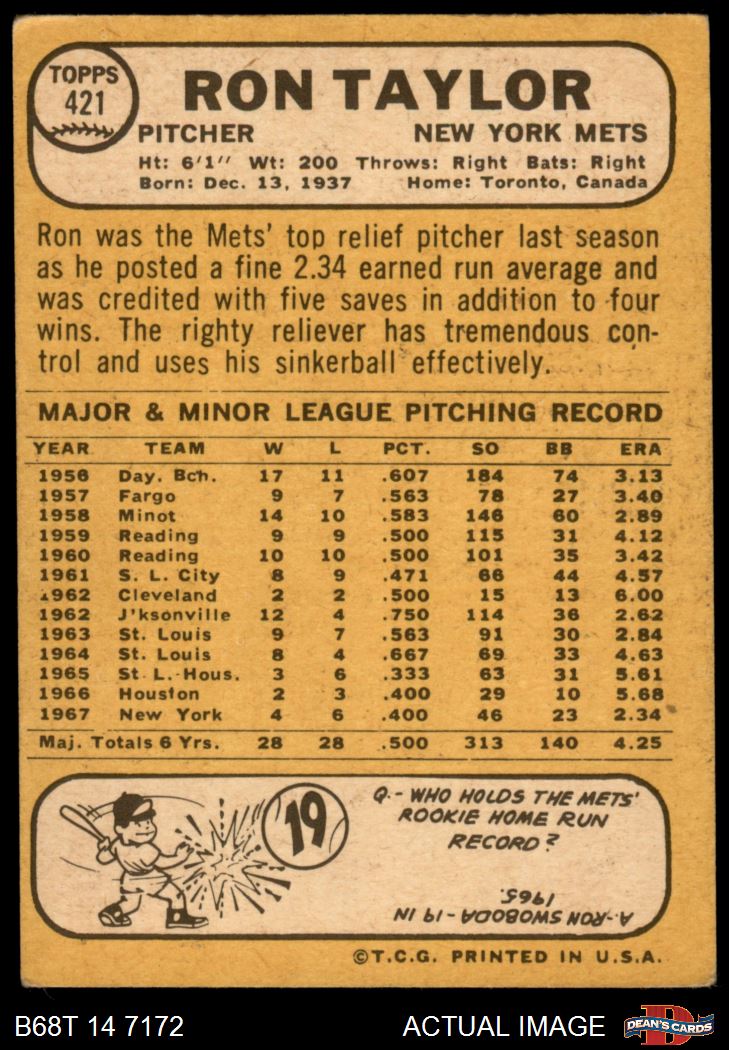 TOPPS
421
RON TAYLOR
PITCHER NEW YORK METS
Ht: 6'1" Wt: 200 Throws: Right Bats: Right
Born: Dec. 13, 1937 Home: Toronto, Canada
Ron was the Mets' top relief pitcher last season
as he posted a fine 2.34 earned run average and
was credited with five saves in addition to four
wins. The righty reliever has tremendous con-
trol and uses his sinkerball effectively.
MAJOR & MINOR LEAGUE PITCHING RECORD
YEAR TEAM W L PCT. SO BB ERA
1956 Day. Bch. 17 11 .607 184 74 3.13
1957 Fargo 9 7 .563 78 27 3.40
1958 Minot 14 10 .583 146 60 2.89
1959 Reading 9 9 .500 115 31 4.12
1960 Reading 10 10 .500 101 35 3.42
1961 S. L. City 8 9 .471 66 44 4.57
1962 Cleveland 2 2 .500 15 13 6.00
1962 J'ksonville 12 4 .750 114 36 2.62
1963 St. Louis 9 7 .563 91 30 2.84
1964 St. Louis 8 4 .667 69 33 4.63
1965 St L.-Hous. 3 6 .333 63 31 5.61
1966 Houston 2 3 .400 29 10 5.68
1967 New York 4 6 .400 46 23 2.34
Maj. Totals 6 Yrs. 28 28 .500 313 140 4.25
19
Q.- WHO HOLDS THE METS'
ROOKIE HOME RUN
RECORD?
A-RON SWOBODA-19 IN
1965.
©T.C.G. PRINTED IN U.S.A.
B68T 14 7172 ACTUAL IMAGE
D
DEAN'S CARDS